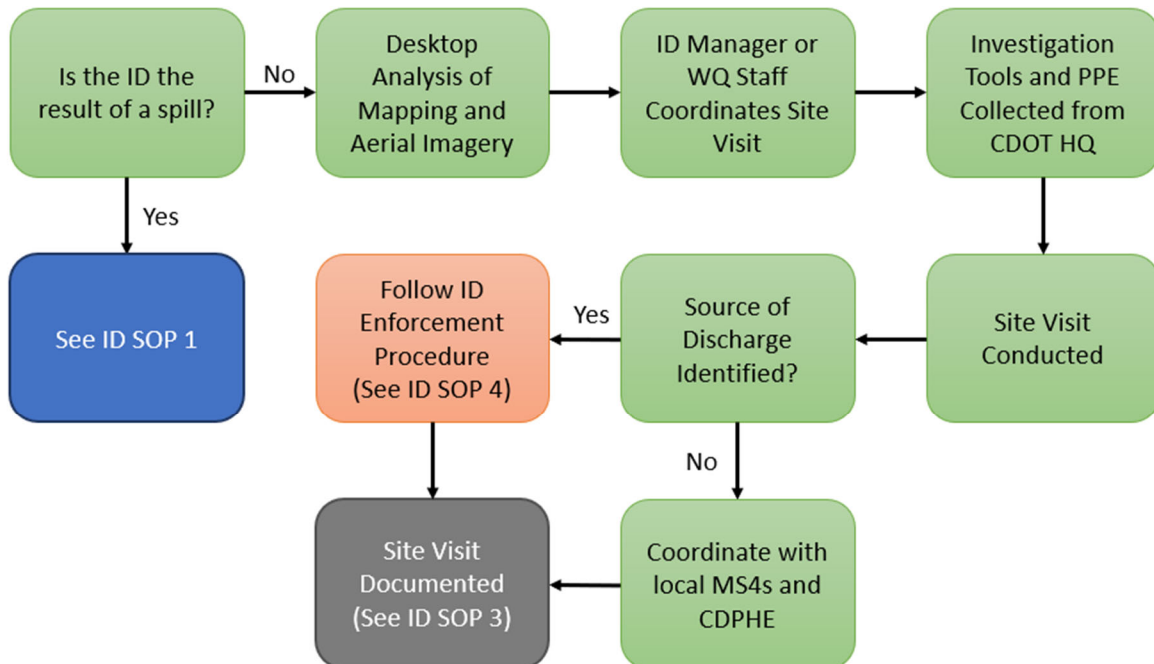 Is the ID the
result of a spill?
No
Desktop
Analysis of
Mapping and
Aerial Imagery
ID Manager or
WQ Staff
Coordinates Site
Visit
Investigation
Tools and PPE
Collected from
CDOT HQ
Yes
See ID SOP 1
Follow ID
Enforcement
Procedure
(See ID SOP 4)
Yes
Source of
Discharge
Identified?
Site Visit
Conducted
No
Site Visit
Documented
(See ID SOP 3)
Coordinate with
local MS4s and
CDPHE